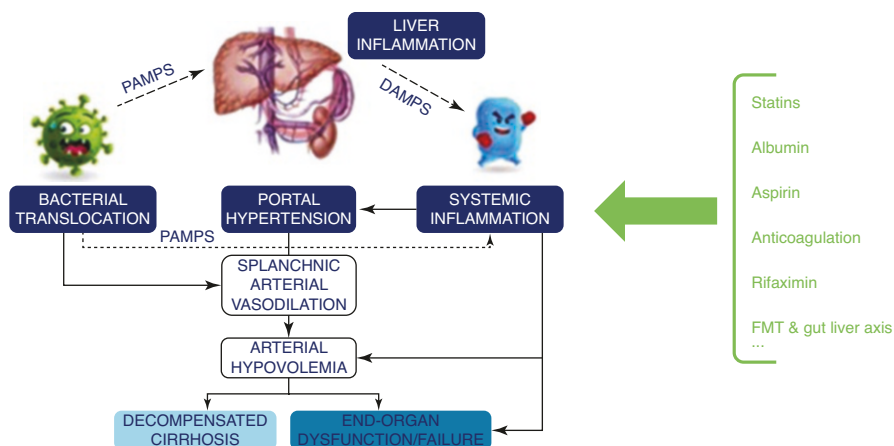 LIVER
INFLAMMATION
PAMPS
DAMPS
BACTERIAL
TRANSLOCATION
PORTAL
HYPERTENSION
SYSTEMIC
INFLAMMATION
PAMPS
SPLANCHNIC
ARTERIAL
VASODILATION
ARTERIAL
HYPOVOLEMIA
DECOMPENSATED
CIRRHOSIS
END-ORGAN
DYSFUNCTION/FAILURE
Statins
Albumin
Aspirin
Anticoagulation
Rifaximin
FMT & gut liver axis
...